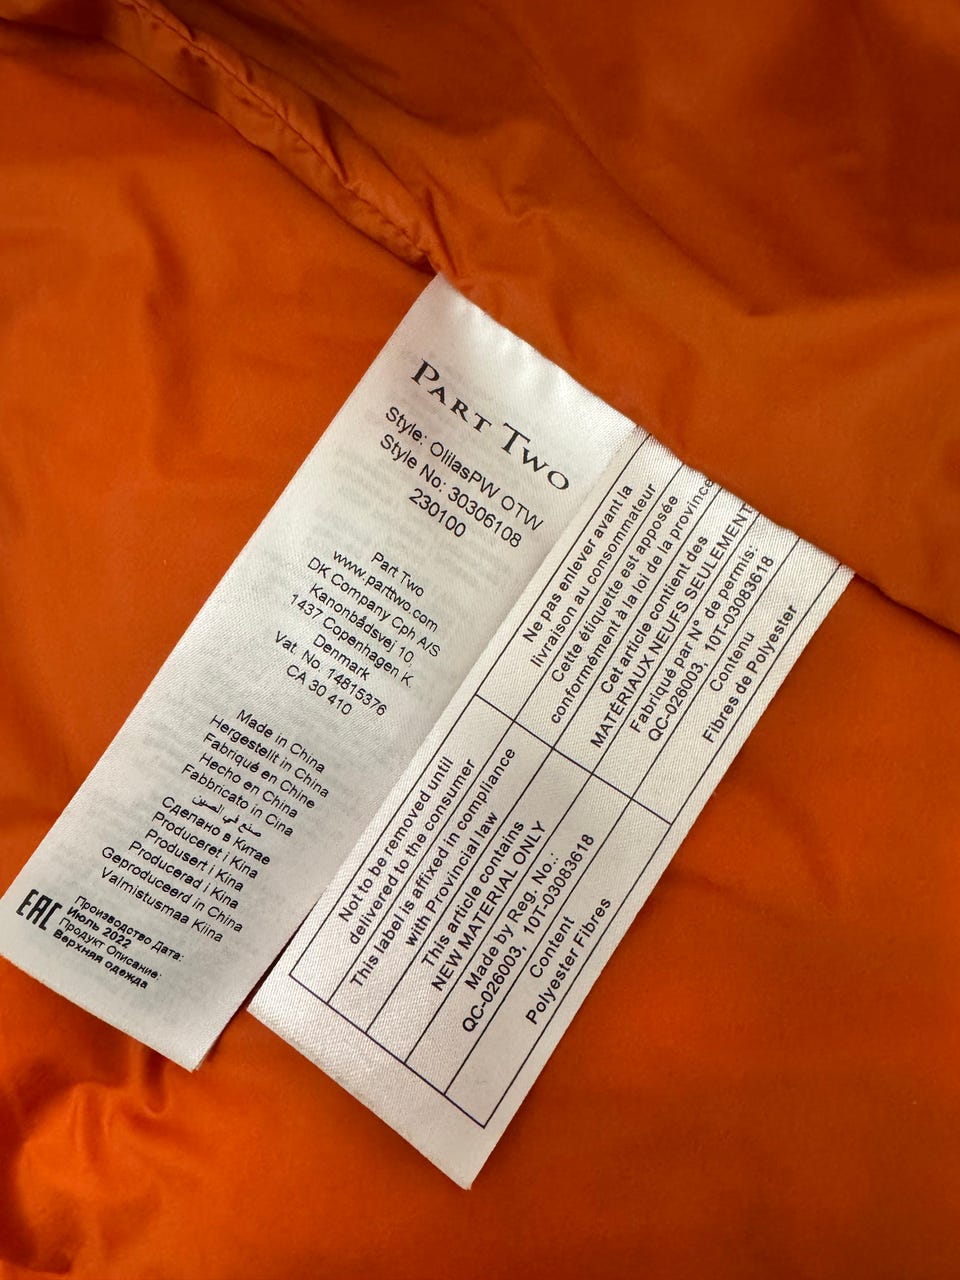 PART TWO
Style: OlilasPW OTW
Style No: 30306108
230100
Part Two
www.parttwo.com
DK Company Cph A/S
Kanonbådsvej 10
1437 Copenhagen K.
Denmark
Vat. No. 14815376
CA 30 410
Made in China
Hergestellt in China
Fabriqué en Chine
Hecho en China
Fabbricato in Cina
صنع في الصين
Сделано в Китае
Produceret i Kina
Produsert i Kina
Producerad i Kina
Geproduceerd in China
Valmistusmaa Kiina
EAC
Производство Дата:
Июль 2022
Продукт Описание:
Верхняя одежда
Ne pas enlever avant la
livraison au consommateur
Cette étiquette est apposée
conformément à la loi de la province
Cet article contient des
MATÉRIAUX NEUFS SEULEMENT
Fabriqué par N° de permis:
QC-026003, 10T-03083618
Contenu
Fibres de Polyester
Not to be removed until
delivered to the consumer
This label is affixed in compliance
with Provincial law
This article contains
NEW MATERIAL ONLY
Made by Reg. No.:
QC-026003, 10T-03083618
Content
Polyester Fibres